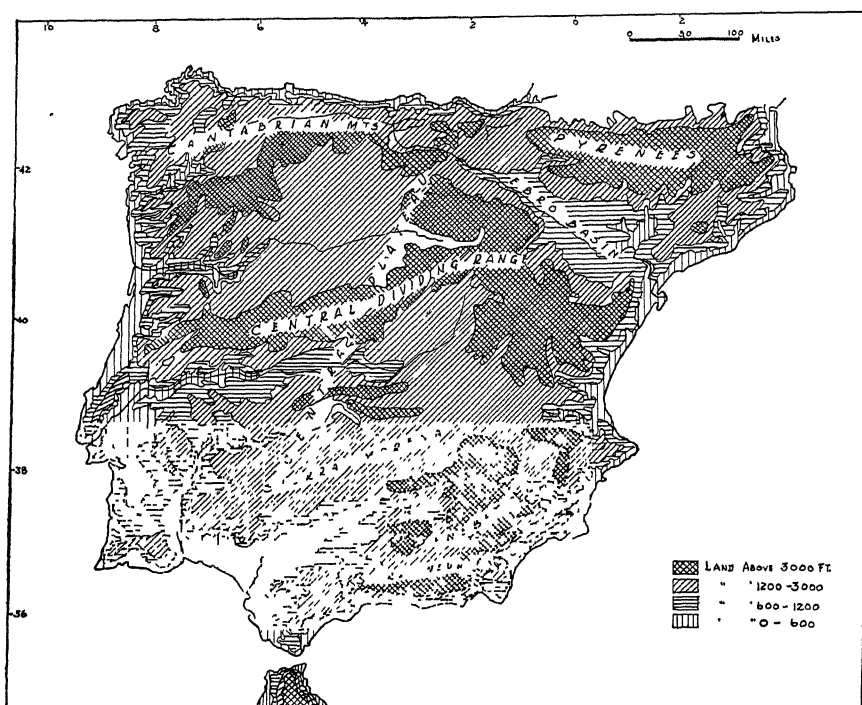 10 8 6 4 2 0 2
0 50 100 MILES
CANTABRIAN MTS
PYRENEES
42
EBRO BASIN
CENTRAL DIVIDING RANGE
40
38
36
LAND ABOVE 3000 FT.
" " 1200-3000
" " 600-1200
" " 0-600